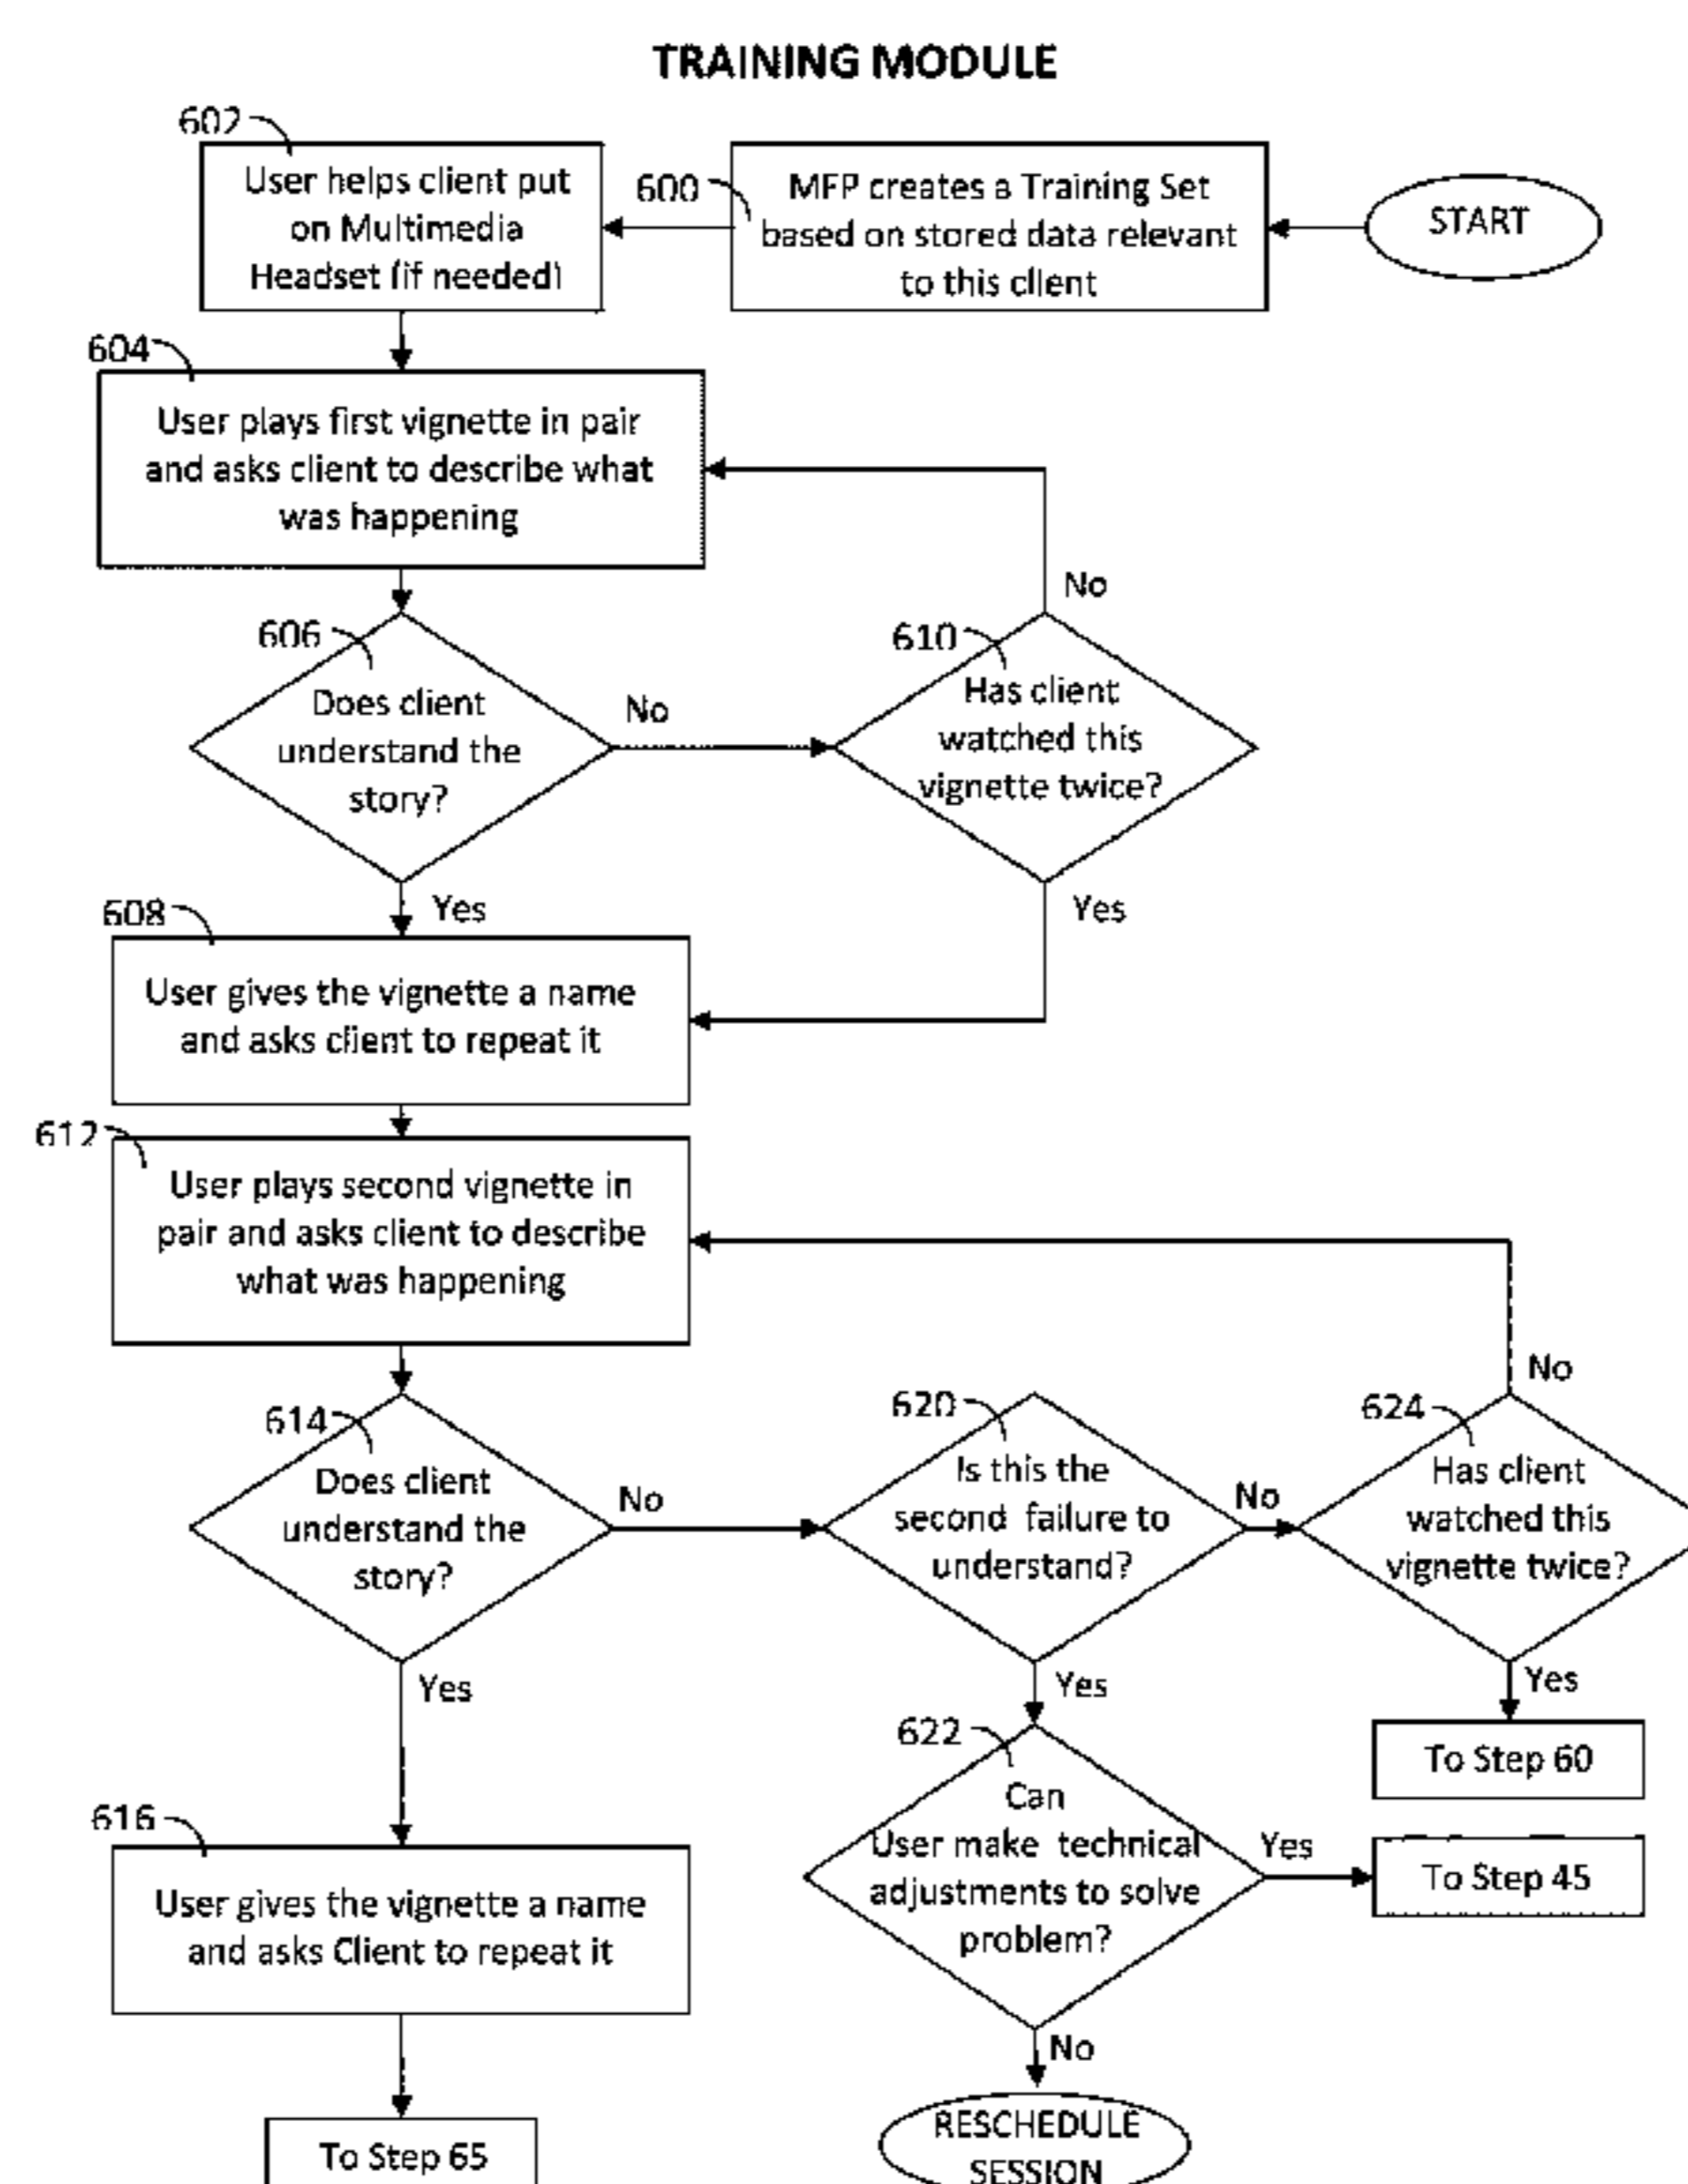 TRAINING MODULE
602
User helps client put
on Multimedia
Headset (if needed)
600
MFP creates a Training Set
based on stored data relevant
to this client
START
604
User plays first vignette in pair
and asks client to describe what
was happening
606
Does client
understand the
story?
No
610
Has client
watched this
vignette twice?
No
Yes
Yes
608
User gives the vignette a name
and asks client to repeat it
612
User plays second vignette in
pair and asks client to describe
what was happening
614
Does client
understand the
story?
No
620
Is this the
second failure to
understand?
No
624
Has client
watched this
vignette twice?
No
Yes
To Step 60
Yes
Yes
622
Can
User make technical
adjustments to solve
problem?
Yes
To Step 45
616
User gives the vignette a name
and asks Client to repeat it
No
To Step 65
RESCHEDULE
SESSION